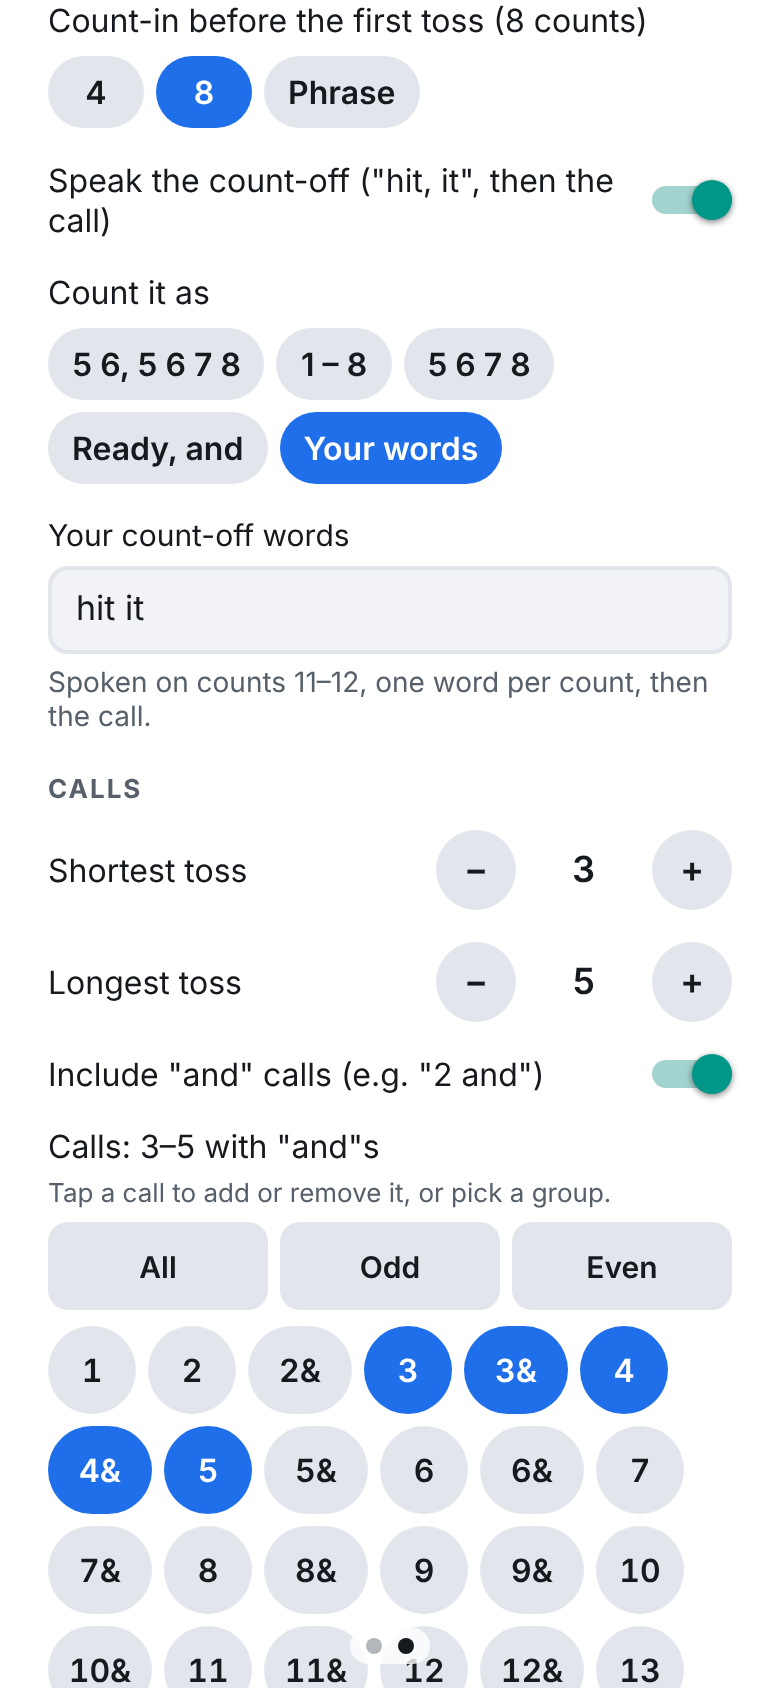 Count-in before the first toss (8 counts)
4 8 Phrase
Speak the count-off ("hit, it", then the
call)
Count it as
5 6, 5 6 7 8 1 – 8 5 6 7 8
Ready, and Your words
Your count-off words
hit it
Spoken on counts 11–12, one word per count, then
the call.
CALLS
Shortest toss − 3 +
Longest toss − 5 +
Include "and" calls (e.g. "2 and")
Calls: 3–5 with "and"s
Tap a call to add or remove it, or pick a group.
All Odd Even
1 2 2& 3 3& 4
4& 5 5& 6 6& 7
7& 8 8& 9 9& 10
10& 11 11& 12 12& 13